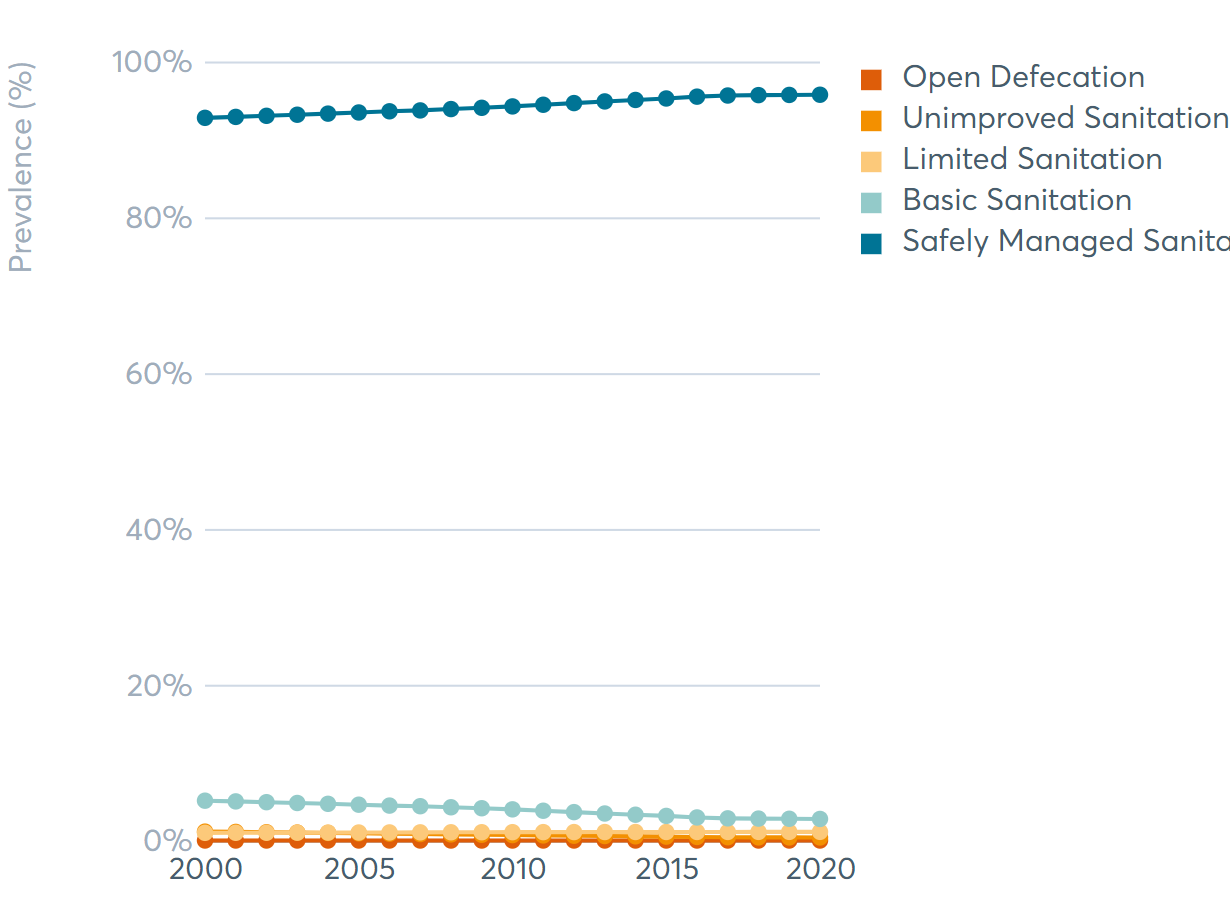 Prevalence (%)
100%
80%
60%
40%
20%
0%
2000
2005
2010
2015
2020
Open Defecation
Unimproved Sanitation
Limited Sanitation
Basic Sanitation
Safely Managed Sanita